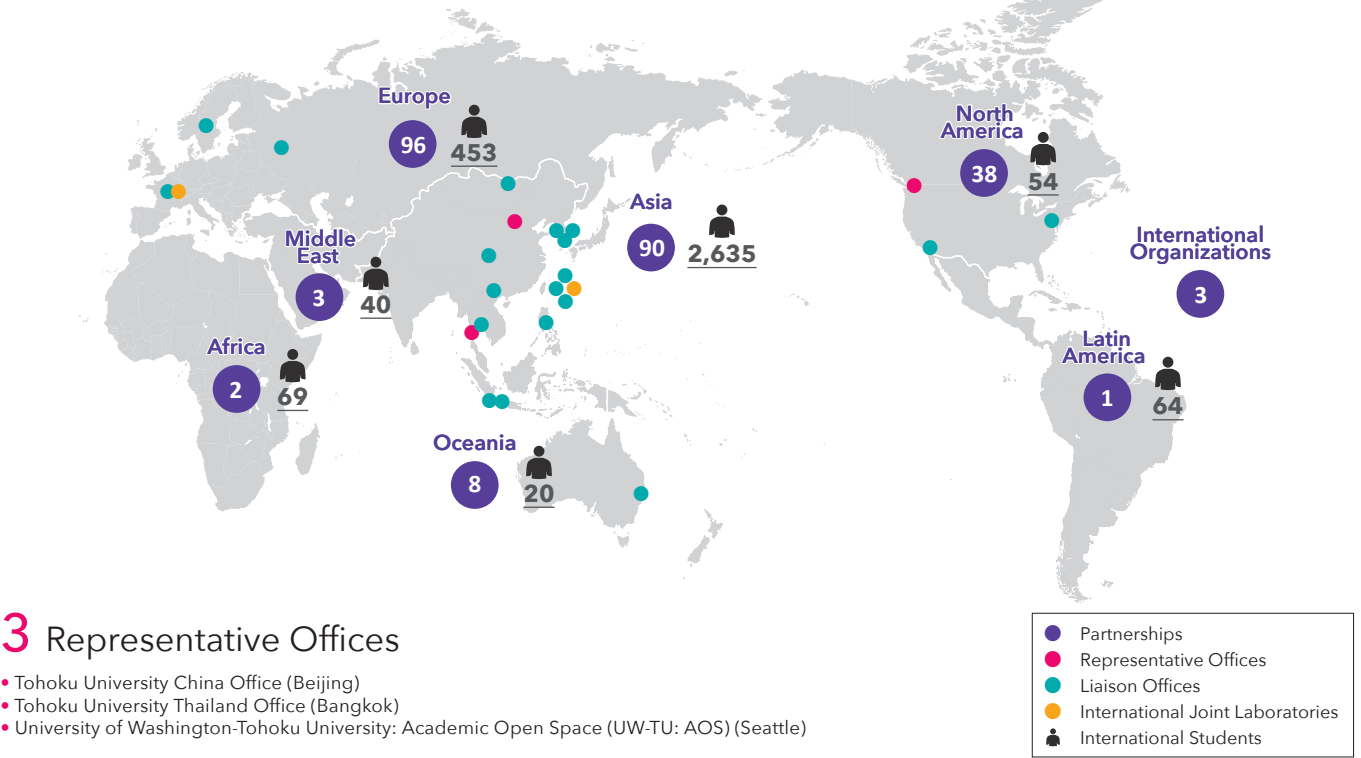 Europe
96
453
North
America
38
54
Asia
90
2,635
Middle
East
3
40
International
Organizations
3
Africa
2
69
Latin
America
1
64
Oceania
8
20
3 Representative Offices
• Tohoku University China Office (Beijing)
• Tohoku University Thailand Office (Bangkok)
• University of Washington-Tohoku University: Academic Open Space (UW-TU: AOS) (Seattle)
Partnerships
Representative Offices
Liaison Offices
International Joint Laboratories
International Students